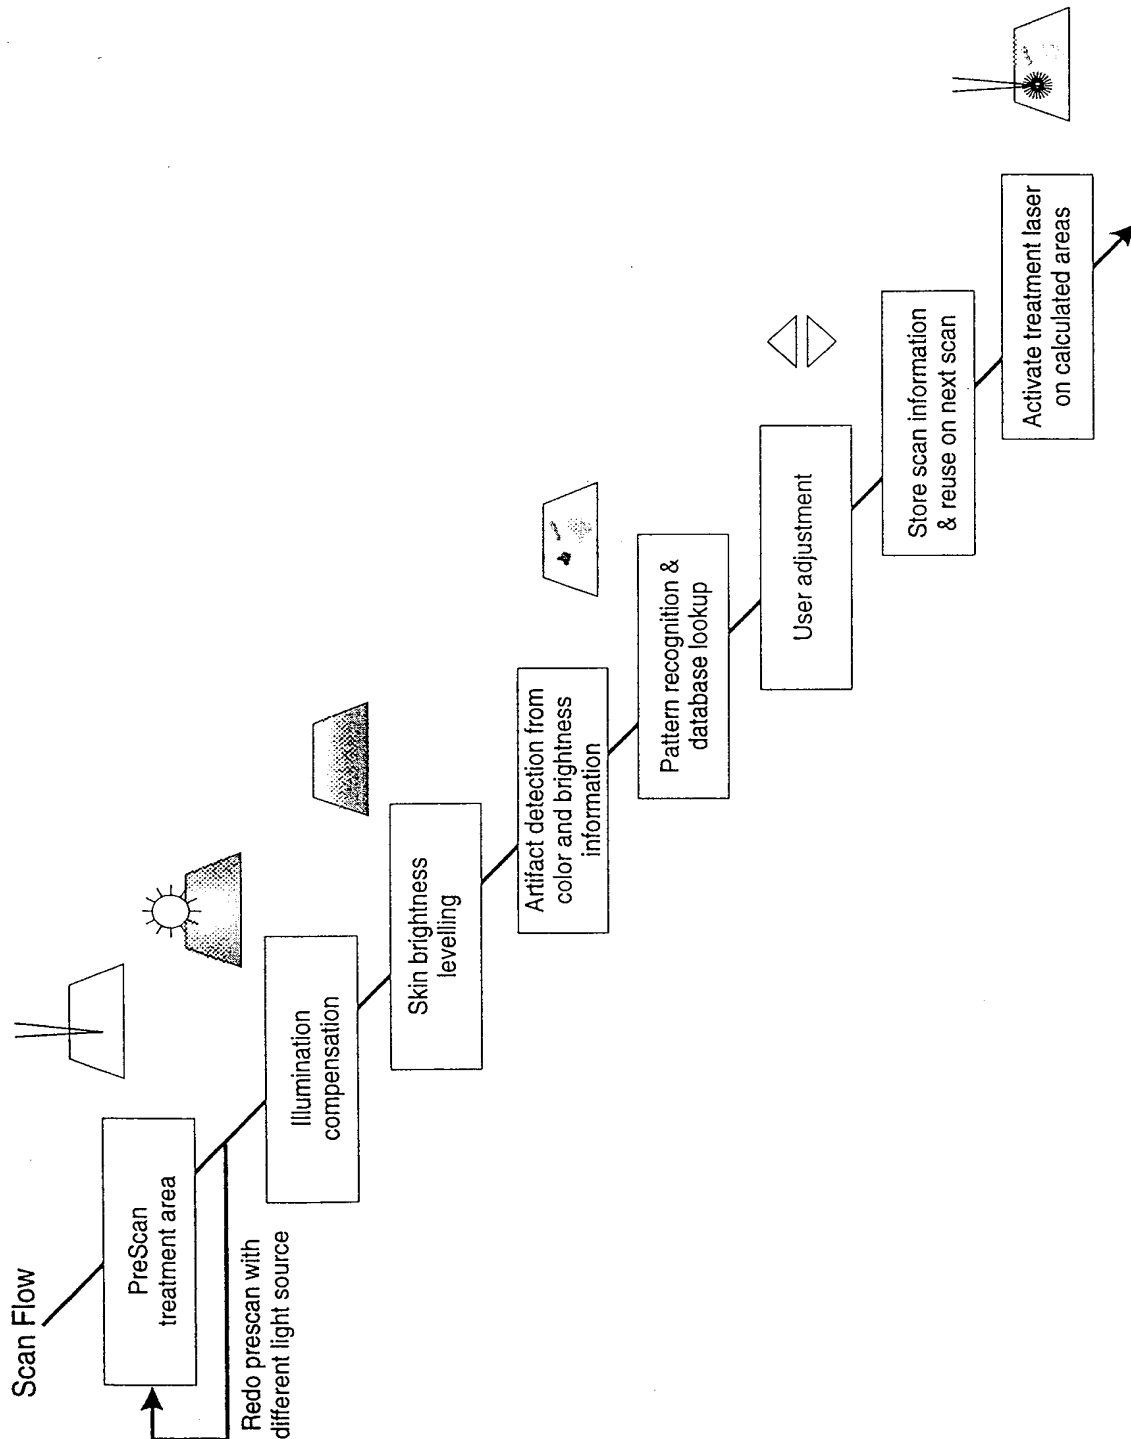 Scan Flow
PreScan
treatment area
Redo prescan with
different light source
Illumination
compensation
Skin brightness
levelling
Artifact detection from
color and brightness
information
Pattern recognition &
database lookup
User adjustment
Store scan information
& reuse on next scan
Activate treatment laser
on calculated areas